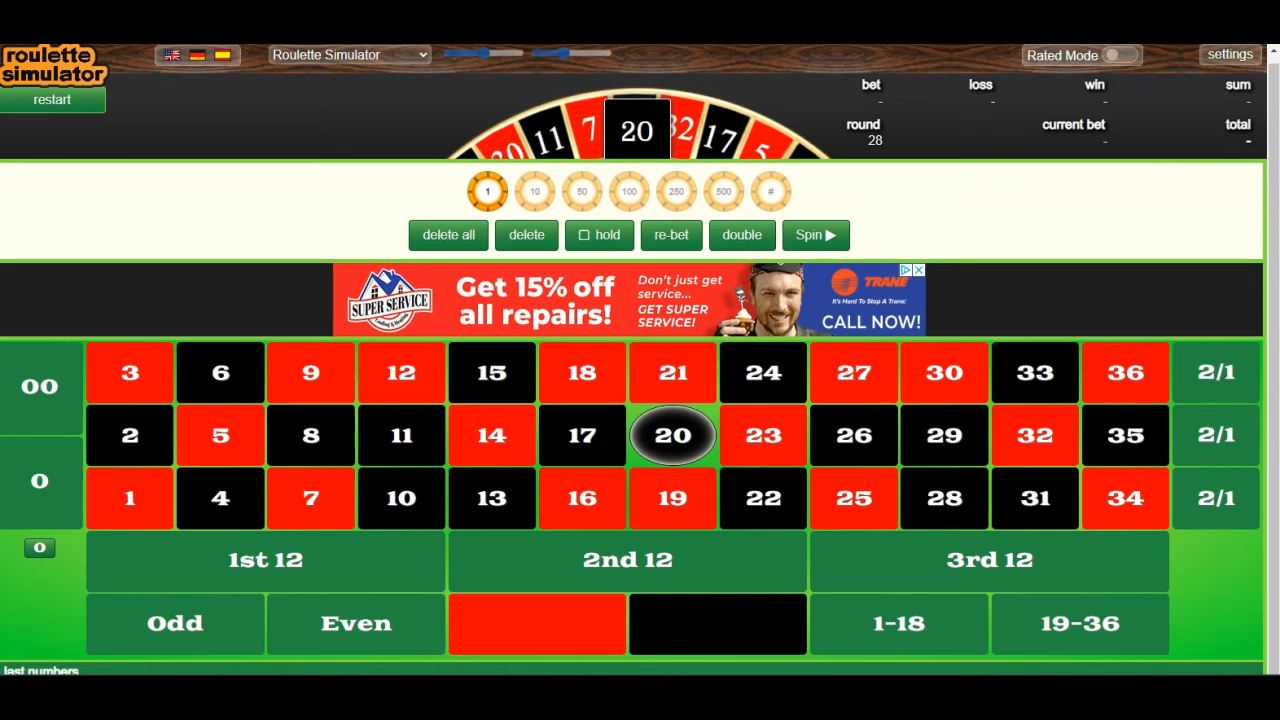 roulette
simulator
Roulette Simulator
Rated Mode
settings
restart
bet
loss
win
sum
-
-
-
-
round
current bet
total
28
-
-
11
7
20
32
17
5
1
10
50
100
250
500
#
delete all
delete
hold
re-bet
double
Spin ▶
SUPER SERVICE
Get 15% off
all repairs!
Don't just get
service...
GET SUPER
SERVICE!
TRANE
It's Hard To Stop A Trane.
CALL NOW!
00
3
6
9
12
15
18
21
24
27
30
33
36
2/1
2
5
8
11
14
17
20
23
26
29
32
35
2/1
0
1
4
7
10
13
16
19
22
25
28
31
34
2/1
0
1st 12
2nd 12
3rd 12
Odd
Even
1-18
19-36
last numbers